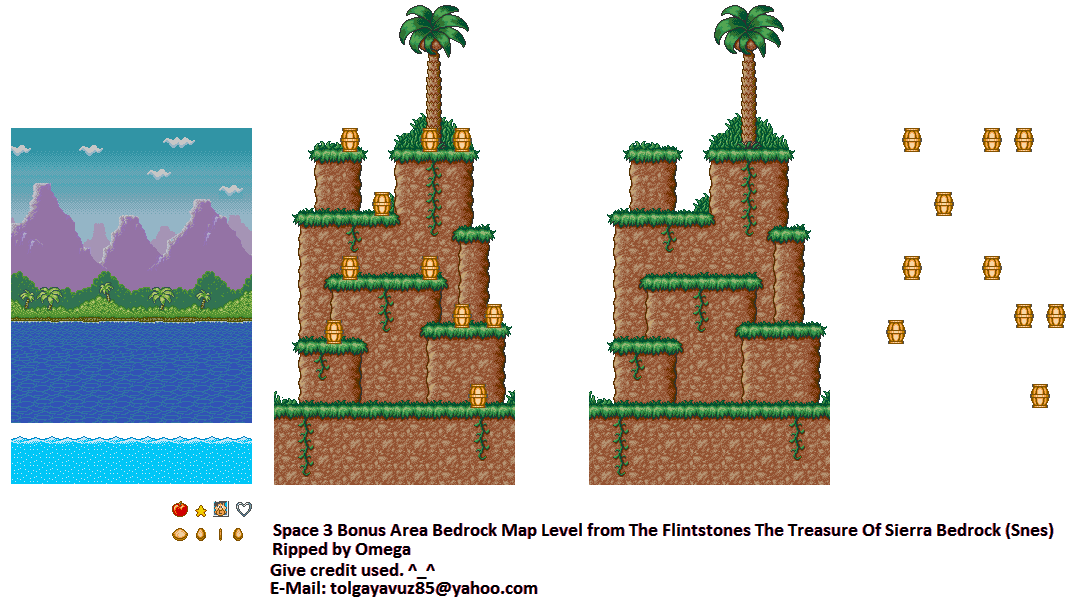 Space 3 Bonus Area Bedrock Map Level from The Flintstones The Treasure Of Sierra Bedrock (Snes)
Ripped by Omega
Give credit used. ^_^
E-Mail: tolgayavuz85@yahoo.com